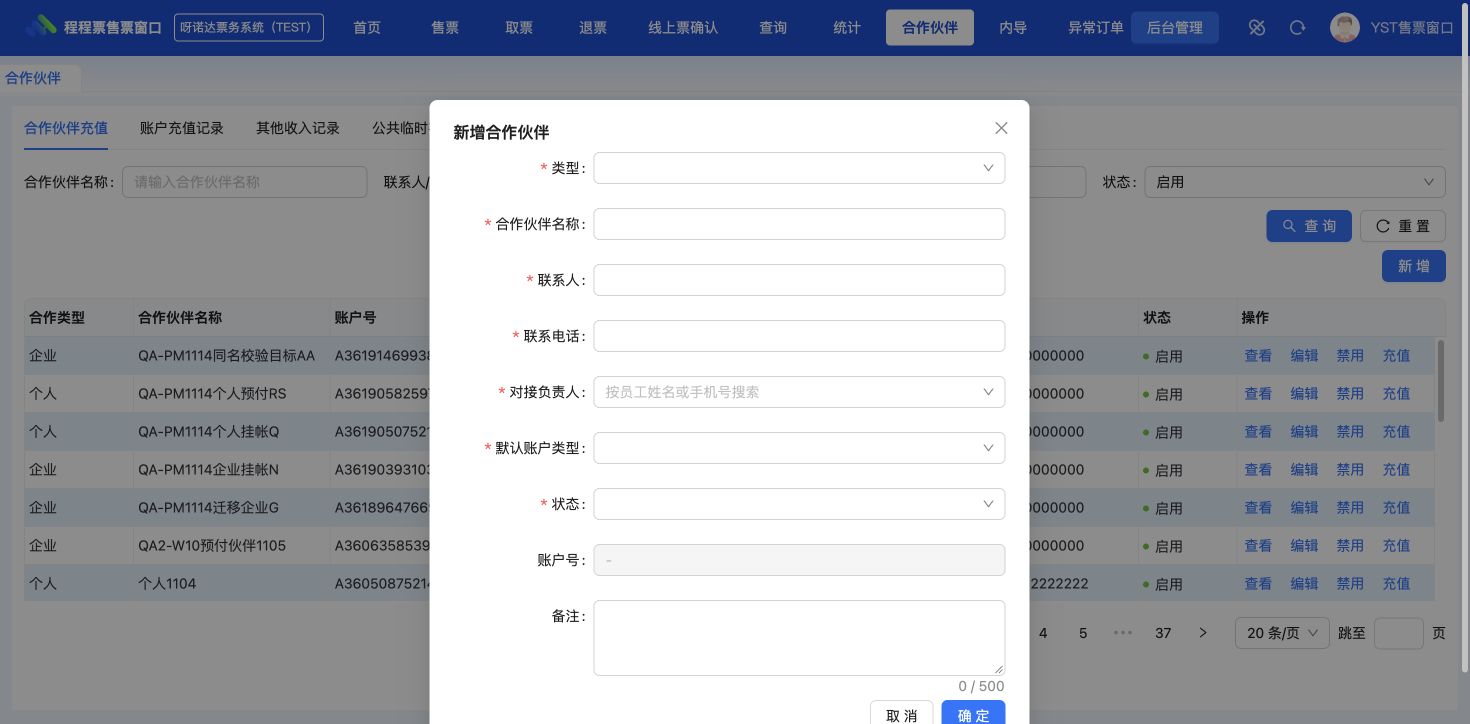 程程票售票窗口 呀诺达票务系统（TEST） 首页 售票 取票 退票 线上票确认 查询 统计 合作伙伴 内导 异常订单 后台管理 YST售票窗口
合作伙伴
合作伙伴充值 账户充值记录 其他收入记录 公共临时
合作伙伴名称: 请输入合作伙伴名称 联系人/ 状态: 启用
查 询 重 置
新 增
合作类型 合作伙伴名称 账户号 状态 操作
企业 QA-PM1114同名校验目标AA A3619146993 0000000 启用 查看 编辑 禁用 充值
个人 QA-PM1114个人预付RS A361905825 0000000 启用 查看 编辑 禁用 充值
个人 QA-PM1114个人挂帐Q A361905075 0000000 启用 查看 编辑 禁用 充值
企业 QA-PM1114企业挂帐N A361903931 0000000 启用 查看 编辑 禁用 充值
企业 QA-PM1114迁移企业G A361896476 0000000 启用 查看 编辑 禁用 充值
企业 QA2-W10预付伙伴1105 A3606358539 0000000 启用 查看 编辑 禁用 充值
个人 个人1104 A360508752 2222222 启用 查看 编辑 禁用 充值
4 5 ••• 37 > 20 条/页 跳至 页
新增合作伙伴
* 类型:
* 合作伙伴名称:
* 联系人:
* 联系电话:
* 对接负责人: 按员工姓名或手机号搜索
* 默认账户类型:
* 状态:
账户号: -
备注:
0 / 500
取 消 确 定